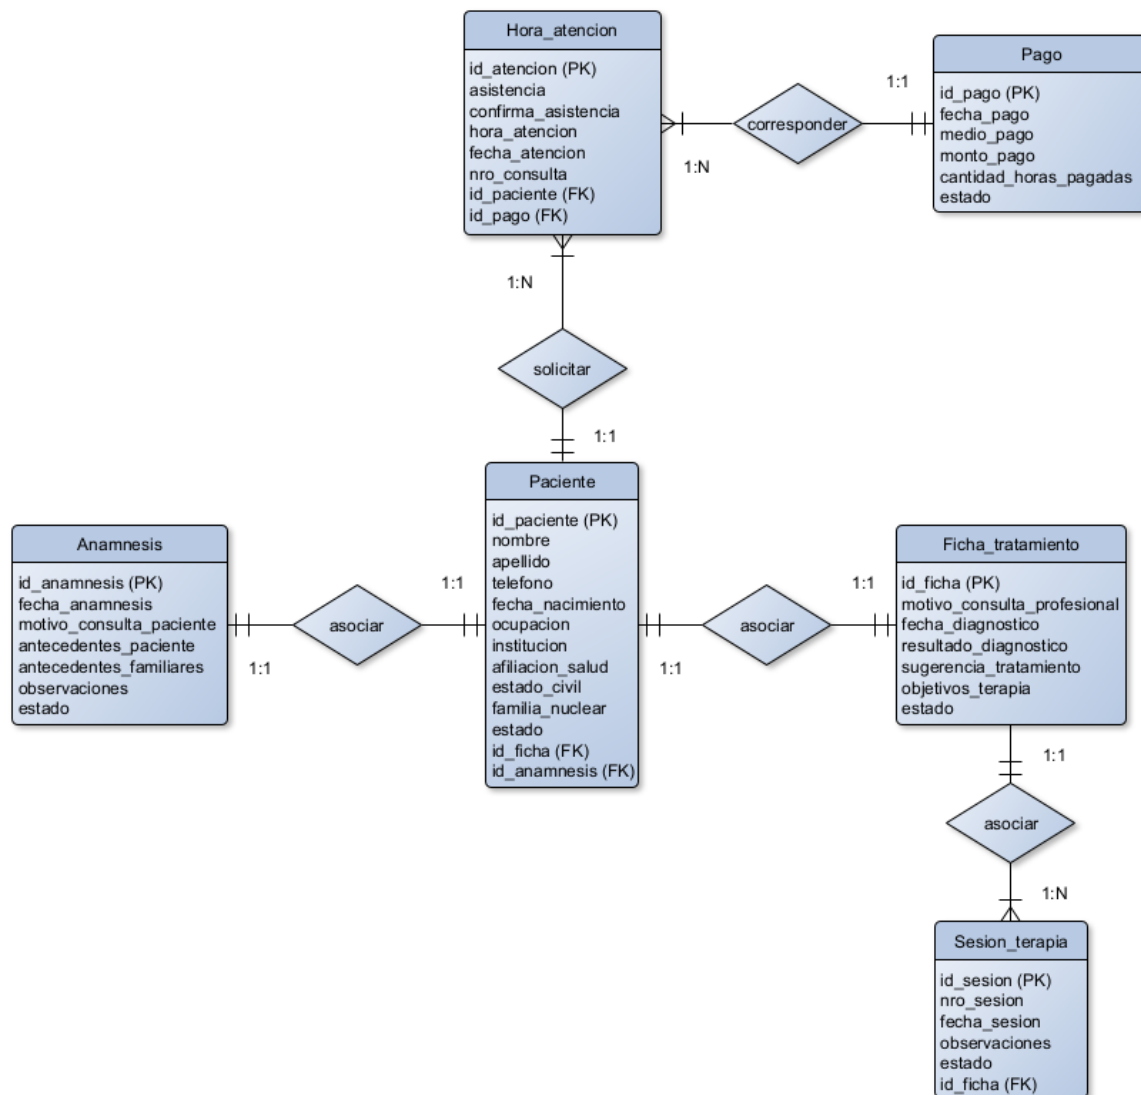 Hora_atencion
id_atencion (PK)
asistencia
confirma_asistencia
hora_atencion
fecha_atencion
nro_consulta
id_paciente (FK)
id_pago (FK)
corresponder
1:1
1:N
Pago
id_pago (PK)
fecha_pago
medio_pago
monto_pago
cantidad_horas_pagadas
estado
1:N
solicitar
1:1
Anamnesis
id_anamnesis (PK)
fecha_anamnesis
motivo_consulta_paciente
antecedentes_paciente
antecedentes_familiares
observaciones
estado
1:1
asociar
1:1
Paciente
id_paciente (PK)
nombre
apellido
telefono
fecha_nacimiento
ocupacion
institucion
afiliacion_salud
estado_civil
familia_nuclear
estado
id_ficha (FK)
id_anamnesis (FK)
1:1
asociar
1:1
Ficha_tratamiento
id_ficha (PK)
motivo_consulta_profesional
fecha_diagnostico
resultado_diagnostico
sugerencia_tratamiento
objetivos_terapia
estado
1:1
asociar
1:N
Sesion_terapia
id_sesion (PK)
nro_sesion
fecha_sesion
observaciones
estado
id_ficha (FK)